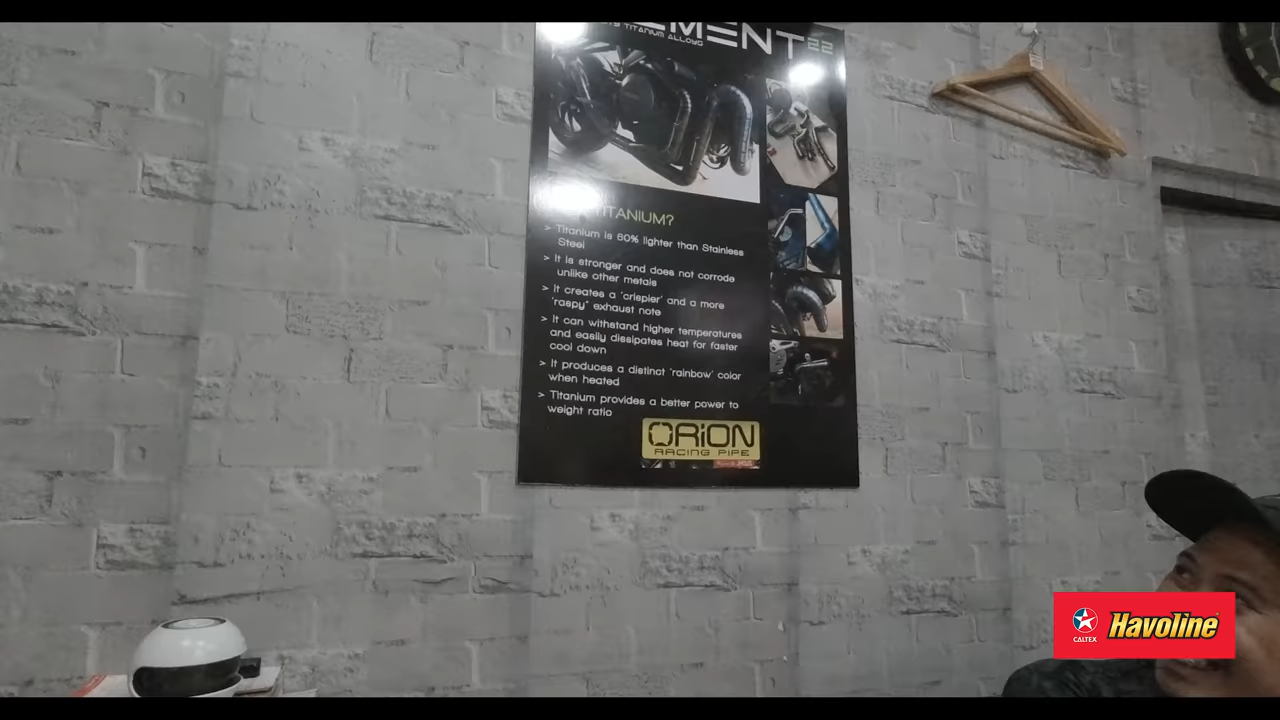 MENT22
TITANIUM ALLOYS
TITANIUM?
> Titanium is 60% lighter than Stainless
Steel
> It is stronger and does not corrode
unlike other metals
> It creates a 'crispier' and a more
'raspy" exhaust note
> It can withstand higher temperatures
and easily dissipates heat for faster
cool down
> It produces a distinct 'rainbow' color
when heated
> Titanium provides a better power to
weight ratio
ORiON
RACING PIPE
CALTEX
Havoline